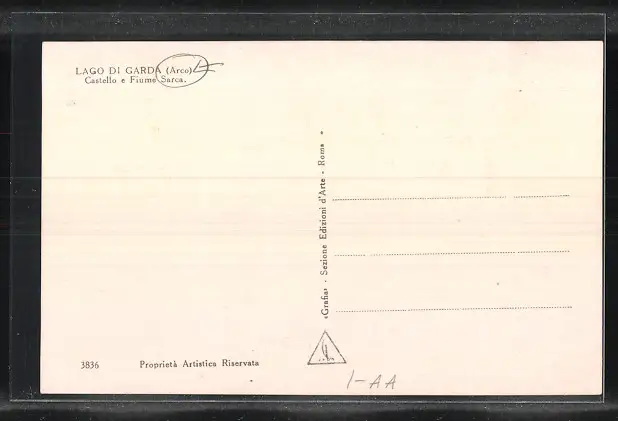 LAGO DI GARDA (Arco)
Castello e Fiume Sarca.
«Grafia» - Sezione Edizioni d'Arte - Roma
3836
Proprietà Artistica Riservata
1-AA